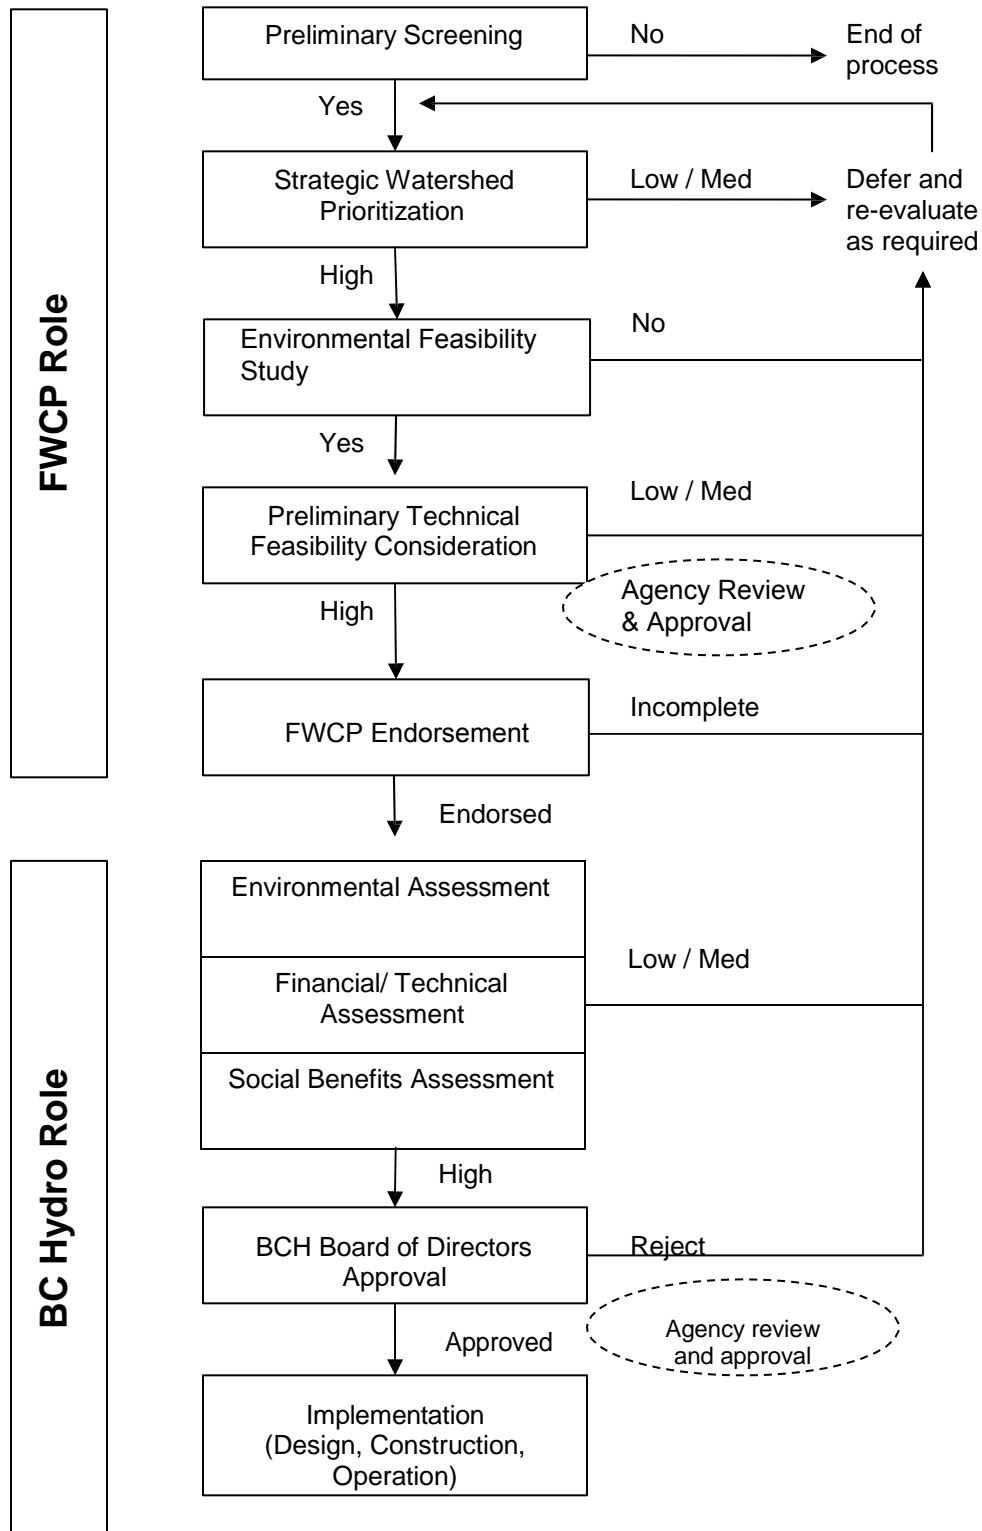 FWCP Role
Preliminary Screening
No
End of
process
Yes
Strategic Watershed
Prioritization
Low / Med
Defer and
re-evaluate
as required
High
Environmental Feasibility
Study
No
Yes
Preliminary Technical
Feasibility Consideration
Low / Med
Agency Review
& Approval
High
FWCP Endorsement
Incomplete
Endorsed
BC Hydro Role
Environmental Assessment
Financial/ Technical
Assessment
Low / Med
Social Benefits Assessment
High
BCH Board of Directors
Approval
Reject
Agency review
and approval
Approved
Implementation
(Design, Construction,
Operation)